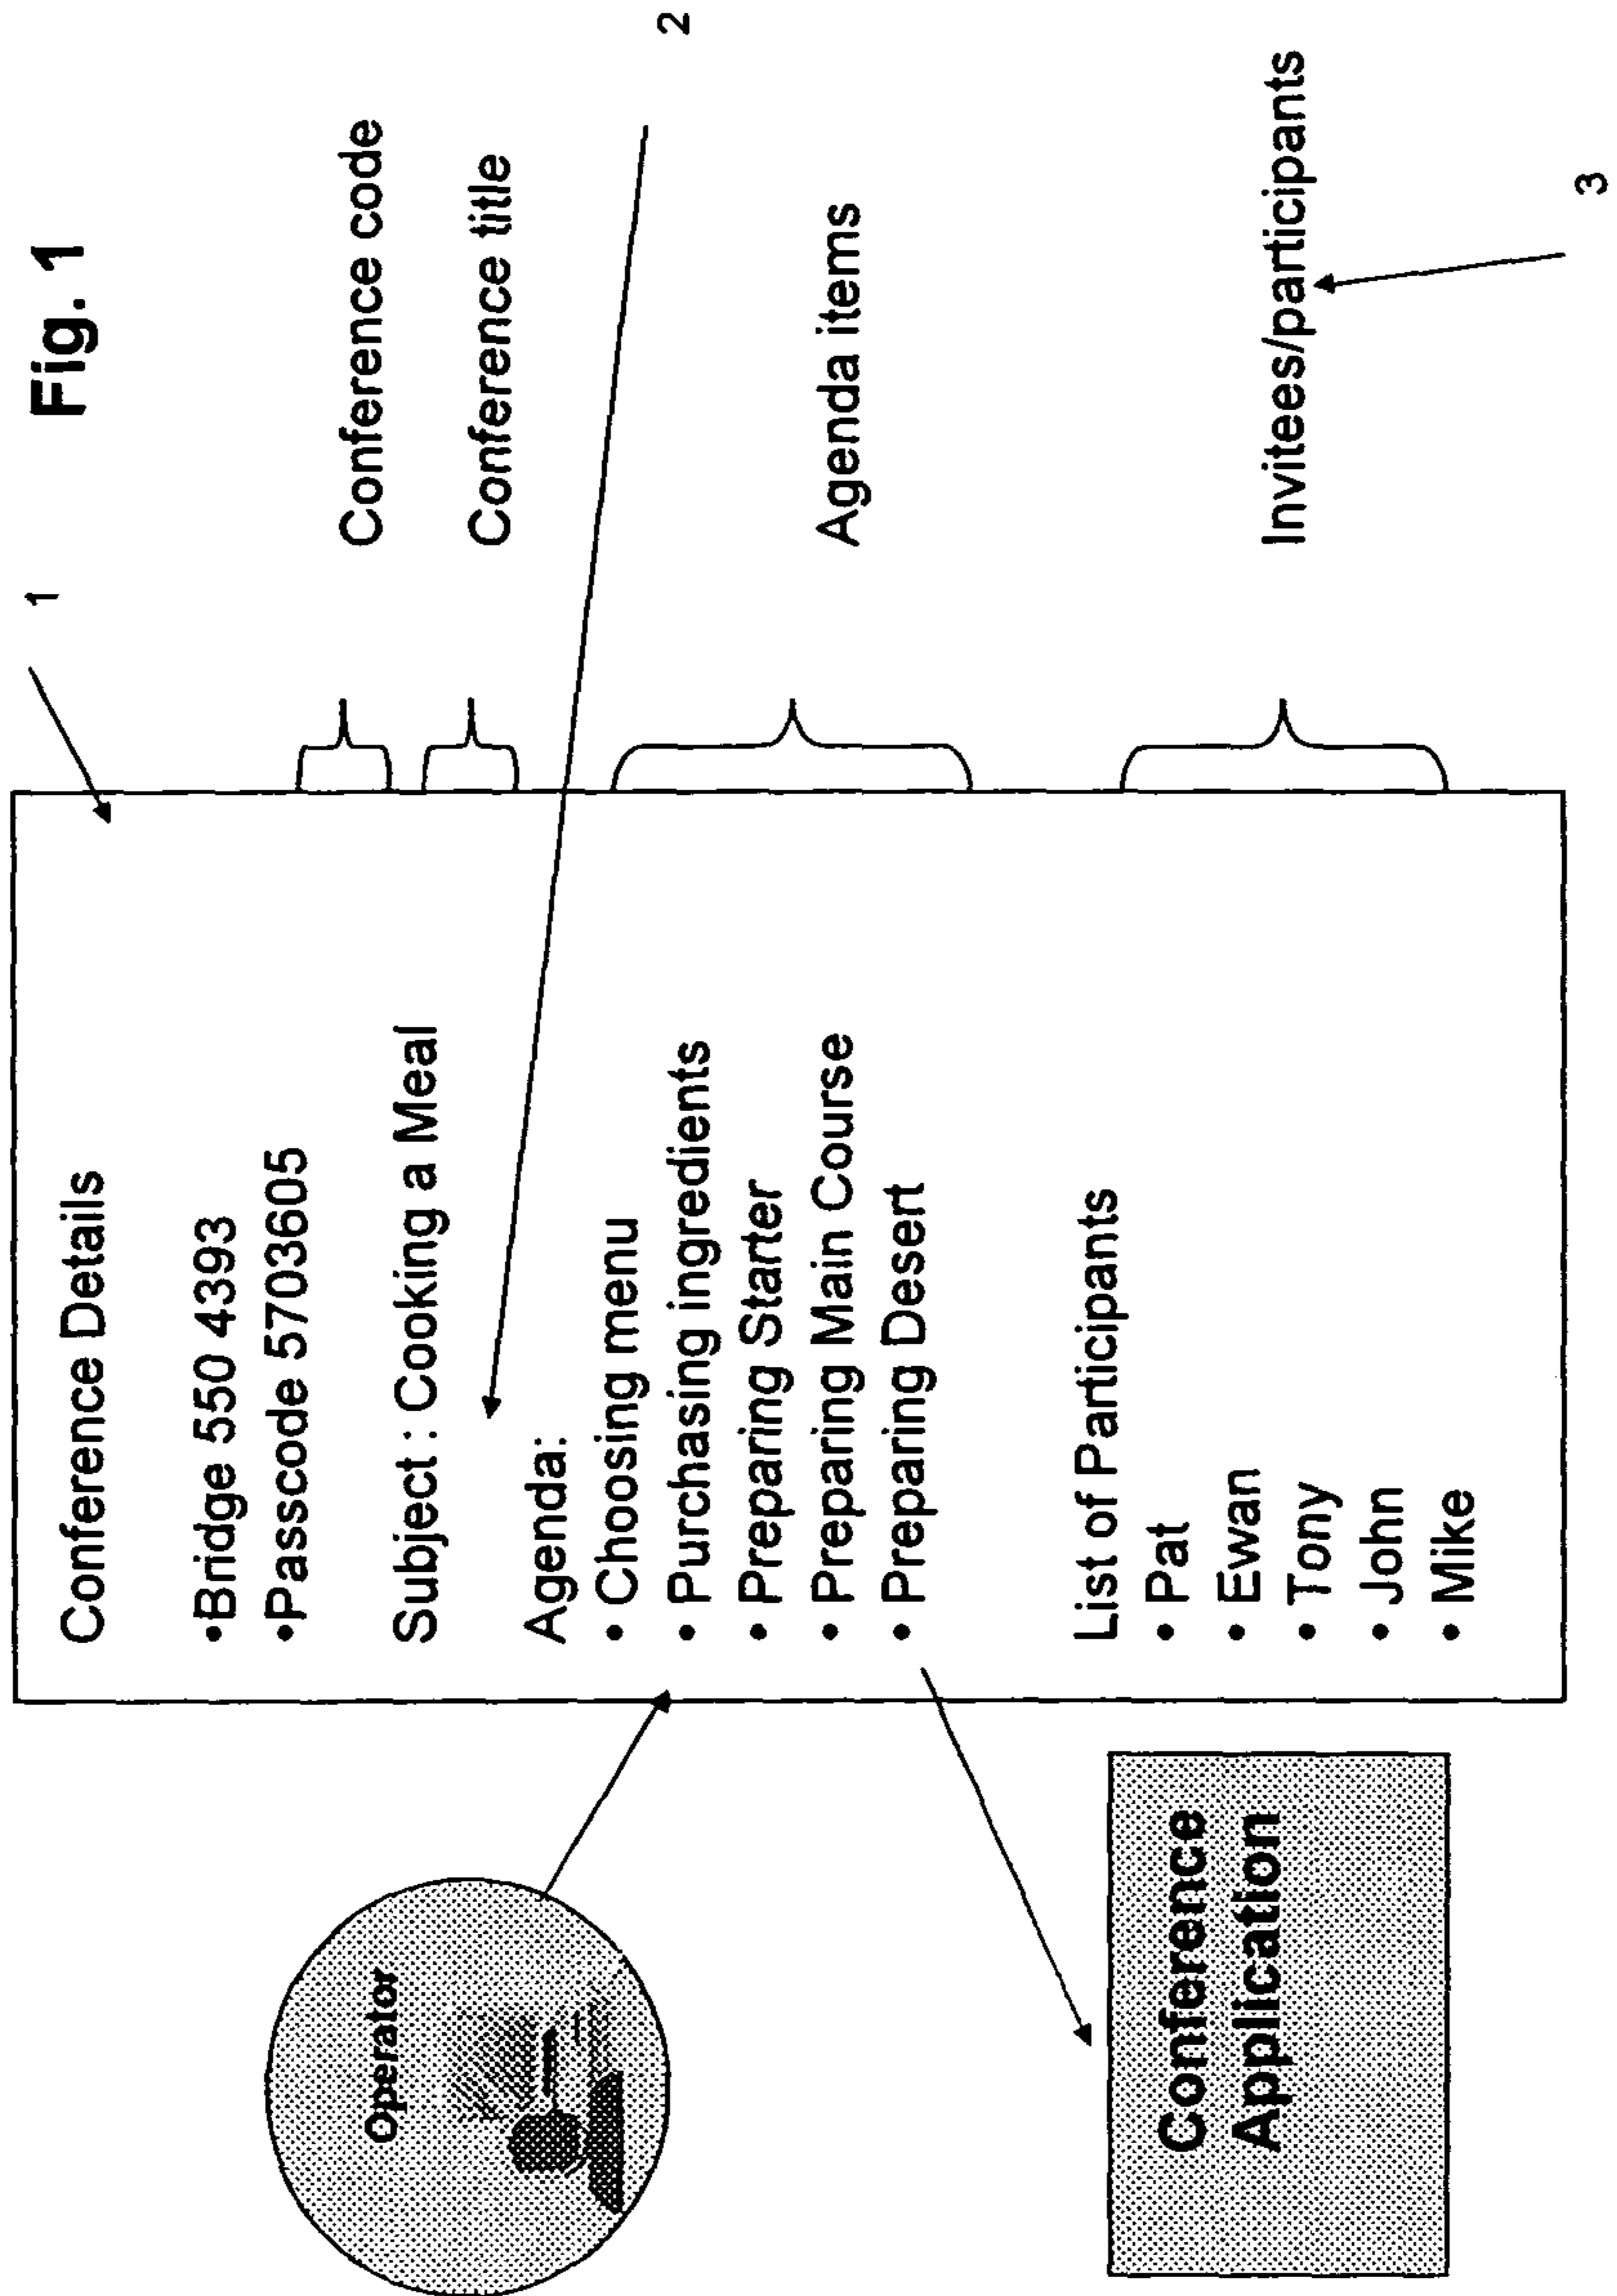 Fig. 1
1
Conference Details
•Bridge 550 4393
•Passcode 5703605
Conference code
Subject : Cooking a Meal
Conference title
2
Agenda:
• Choosing menu
• Purchasing ingredients
• Preparing Starter
• Preparing Main Course
• Preparing Desert
Agenda items
List of Participants
• Pat
• Ewan
• Tony
• John
• Mike
Invitees/participants
3
Operator
Conference
Application